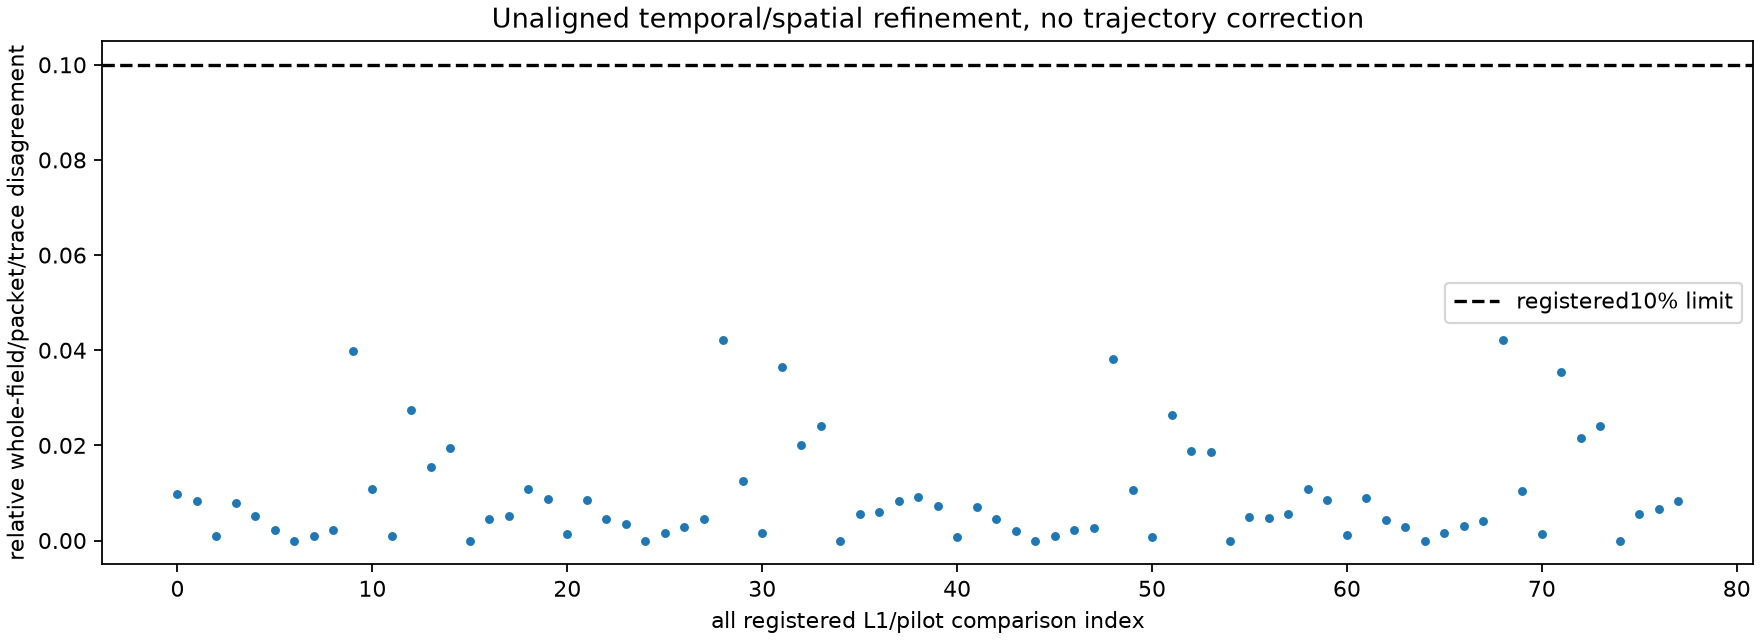 Unaligned temporal/spatial refinement, no trajectory correction
relative whole-field/packet/trace disagreement
0.10
0.08
0.06
0.04
0.02
0.00
registered10% limit
0 10 20 30 40 50 60 70 80
all registered L1/pilot comparison index